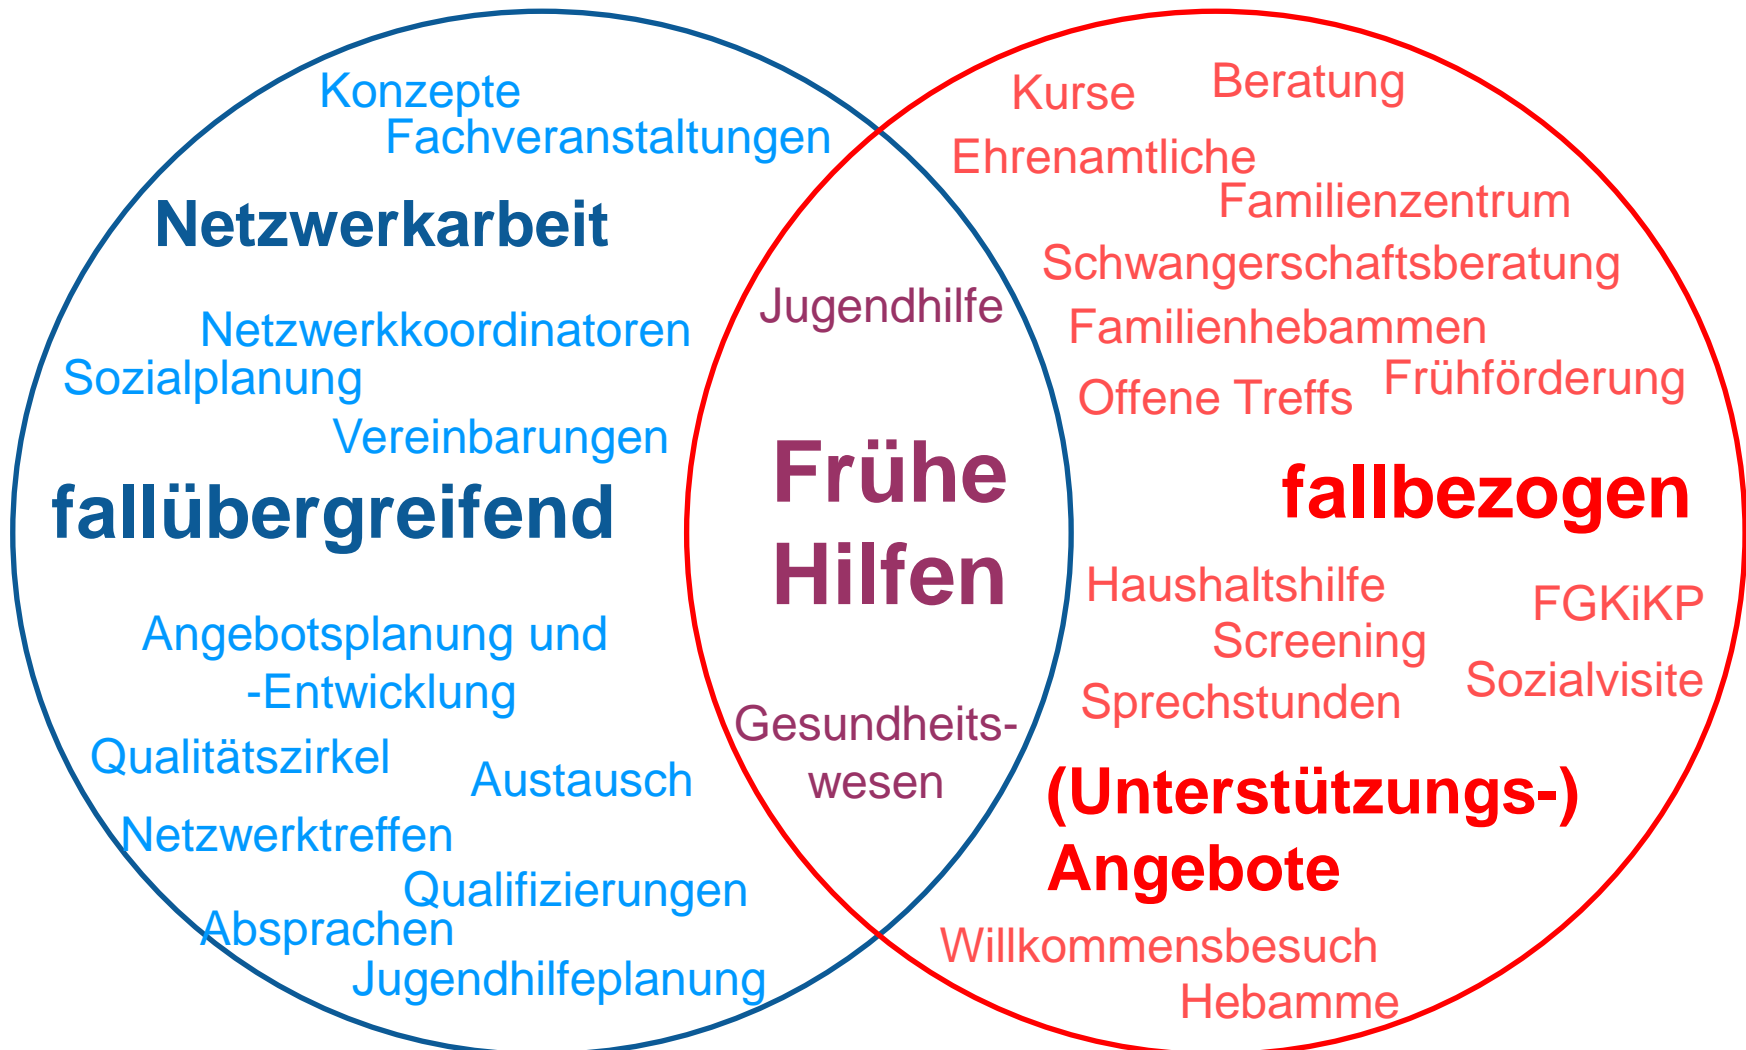 Konzepte
Fachveranstaltungen
Netzwerkarbeit
Netzwerkkoordinatoren
Sozialplanung
Vereinbarungen
fallübergreifend
Angebotsplanung und
-Entwicklung
Qualitätszirkel
Austausch
Netzwerktreffen
Qualifizierungen
Absprachen
Jugendhilfeplanung
Jugendhilfe
Frühe
Hilfen
Gesundheits-
wesen
Kurse
Beratung
Ehrenamtliche
Familienzentrum
Schwangerschaftsberatung
Familienhebammen
Frühförderung
Offene Treffs
fallbezogen
Haushaltshilfe
FGKiKP
Screening
Sozialvisite
Sprechstunden
(Unterstützungs-)
Angebote
Willkommensbesuch
Hebamme